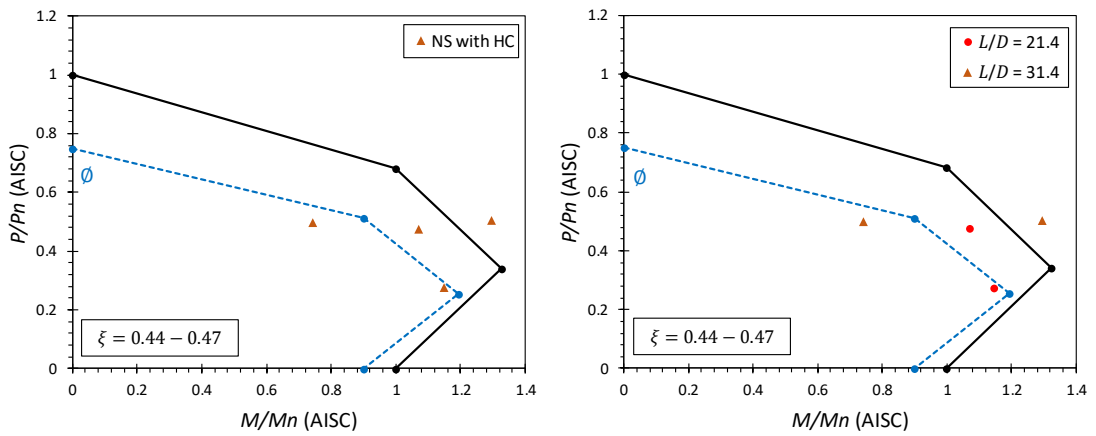 1.2
1
0.8
0.6
0.4
0.2
0
P/Pn (AISC)
NS with HC
Ø
ξ = 0.44 − 0.47
0 0.2 0.4 0.6 0.8 1 1.2 1.4
M/Mn (AISC)
1.2
1
0.8
0.6
0.4
0.2
0
P/Pn (AISC)
L/D = 21.4
L/D = 31.4
Ø
ξ = 0.44 − 0.47
0 0.2 0.4 0.6 0.8 1 1.2 1.4
M/Mn (AISC)